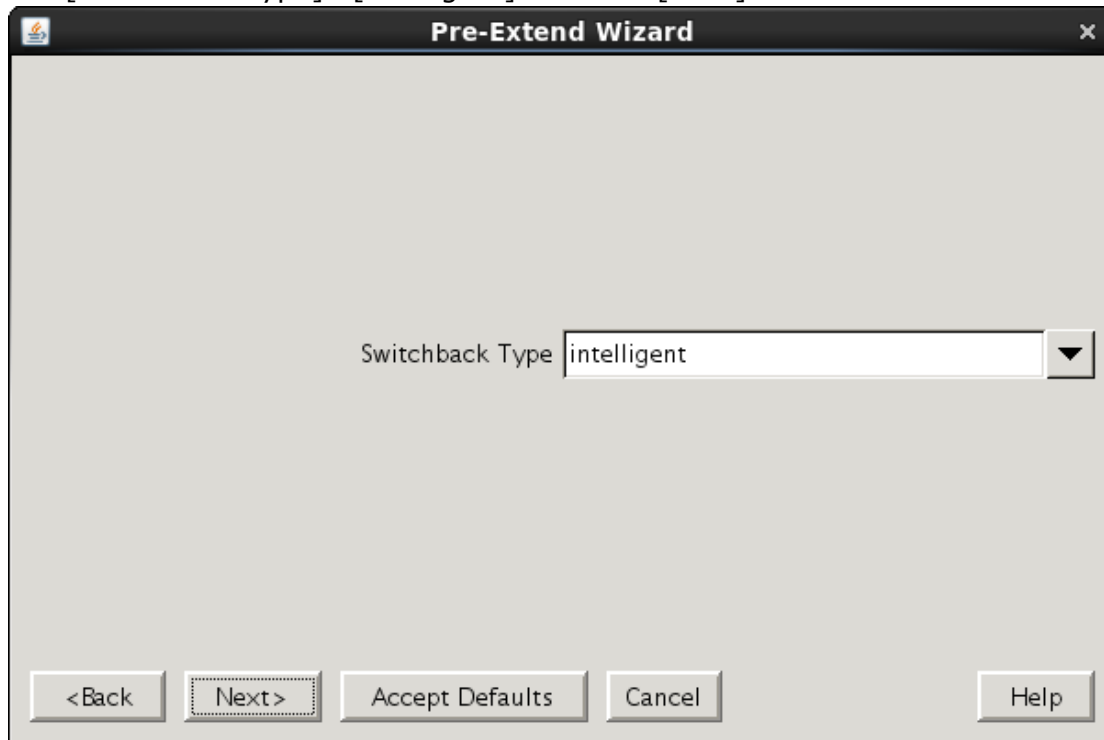 Pre-Extend Wizard
Switchback Type intelligent
<Back Next> Accept Defaults Cancel Help